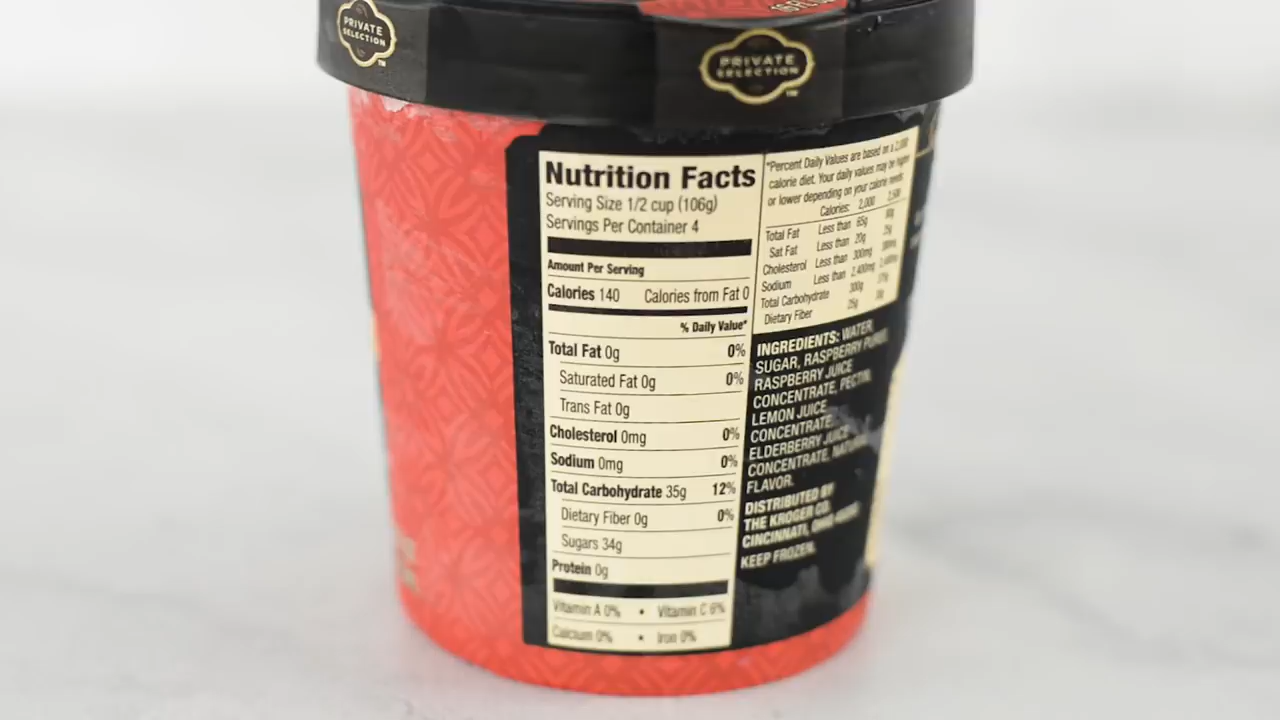 PRIVATE
SELECTION
™
PRIVATE
SELECTION
™
Nutrition Facts
Serving Size 1/2 cup (106g)
Servings Per Container 4
Amount Per Serving
Calories 140 Calories from Fat 0
% Daily Value*
Total Fat 0g 0%
Saturated Fat 0g 0%
Trans Fat 0g
Cholesterol 0mg 0%
Sodium 0mg 0%
Total Carbohydrate 35g 12%
Dietary Fiber 0g 0%
Sugars 34g
Protein 0g
Vitamin A 0% • Vitamin C 6%
Calcium 0% • Iron 0%
*Percent Daily Values are based on a 2,000
calorie diet. Your daily values may be higher
or lower depending on your calorie needs
Calories: 2,000 2,500
Total Fat Less than 65g 80g
Sat Fat Less than 20g 25g
Cholesterol Less than 300mg 300mg
Sodium Less than 2,400mg 2,400mg
Total Carbohydrate 300g 375g
Dietary Fiber 25g 30g
INGREDIENTS: WATER,
SUGAR, RASPBERRY PUREE,
RASPBERRY JUICE
CONCENTRATE, PECTIN,
LEMON JUICE
CONCENTRATE,
ELDERBERRY JUICE
CONCENTRATE, NATURAL
FLAVOR.
DISTRIBUTED BY
THE KROGER CO.
CINCINNATI, OHIO
KEEP FROZEN.